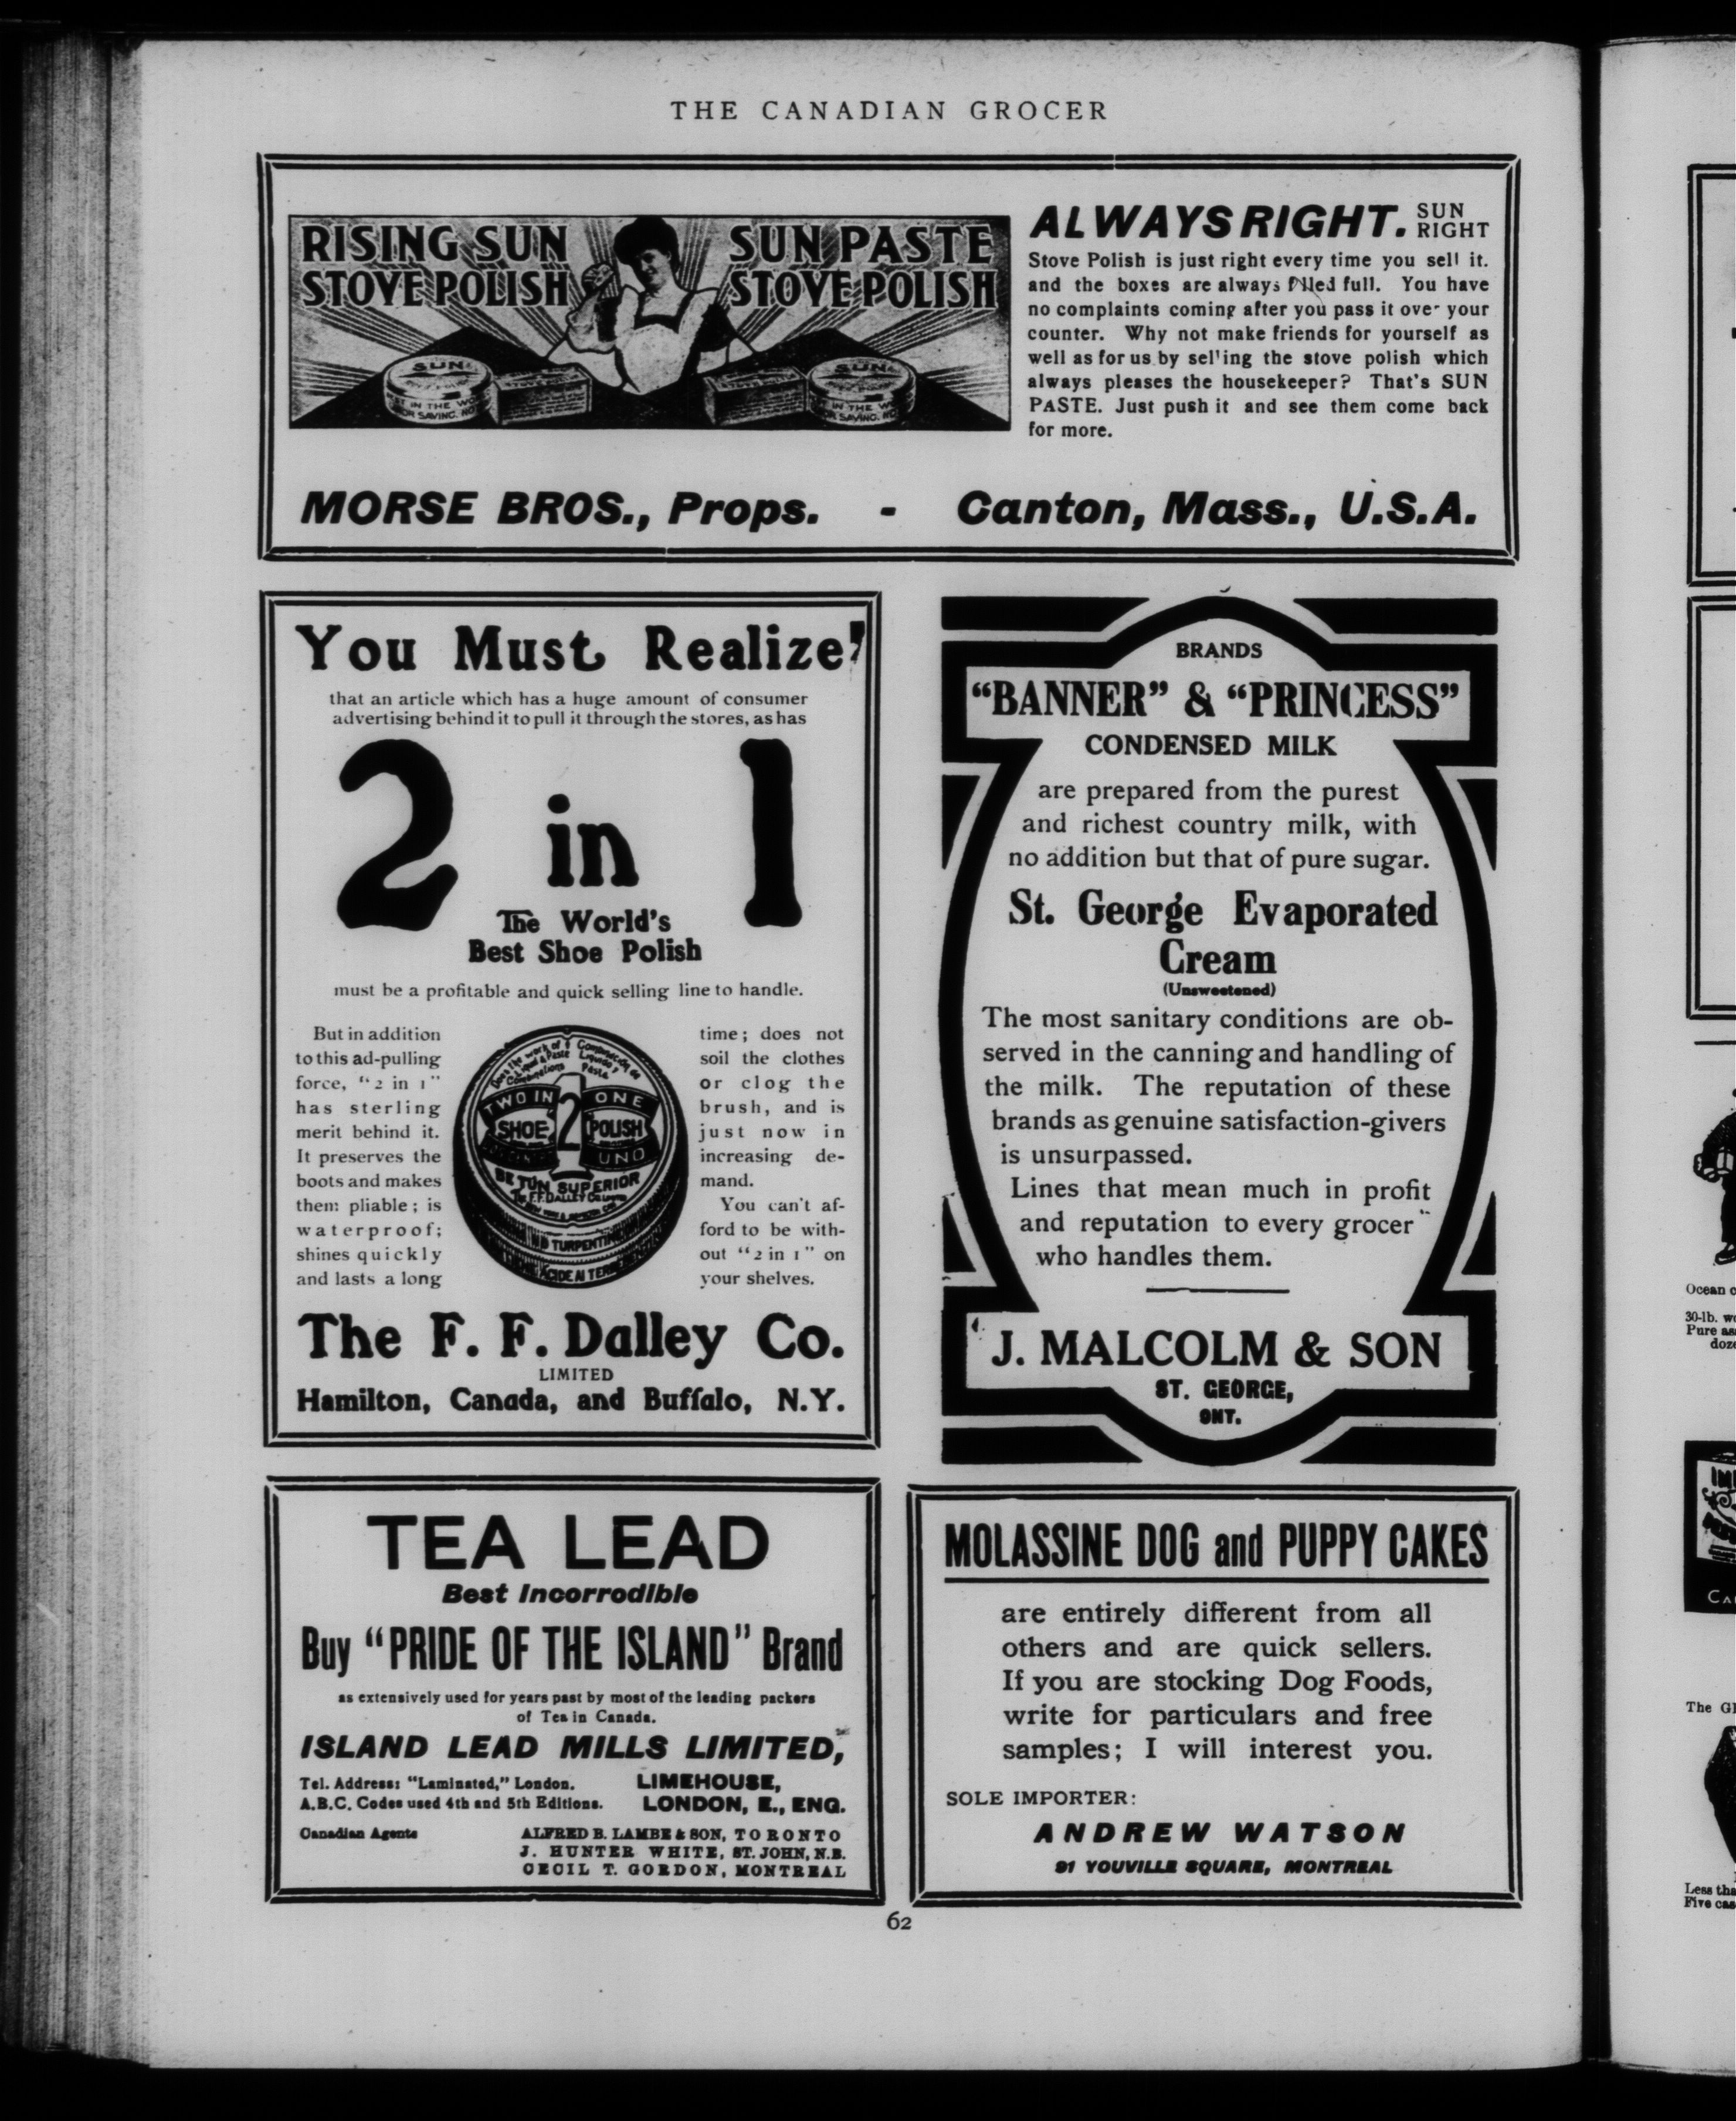 THE CANADIAN GROCER
RISING SUN
STOVE POLISH
SUN PASTE
STOVE POLISH
SUN
SUN
ALWAYS RIGHT. SUN RIGHT
Stove Polish is just right every time you sell it.
and the boxes are always filled full. You have
no complaints coming after you pass it over your
counter. Why not make friends for yourself as
well as for us by selling the stove polish which
always pleases the housekeeper? That's SUN
PASTE. Just push it and see them come back
for more.
MORSE BROS., Props. - Canton, Mass., U.S.A.
You Must Realize!
that an article which has a huge amount of consumer
advertising behind it to pull it through the stores, as has
2 in 1
The World's
Best Shoe Polish
must be a profitable and quick selling line to handle.
But in addition
to this ad-pulling
force, "2 in 1"
has sterling
merit behind it.
It preserves the
boots and makes
them pliable; is
waterproof;
shines quickly
and lasts a long
TWO IN ONE
SHOE 2 POLISH
UNO
SUPERIOR
time; does not
soil the clothes
or clog the
brush, and is
just now in
increasing de-
mand.
You can't af-
ford to be with-
out "2 in 1" on
your shelves.
The F. F. Dalley Co.
LIMITED
Hamilton, Canada, and Buffalo, N.Y.
BRANDS
"BANNER" & "PRINCESS"
CONDENSED MILK
are prepared from the purest
and richest country milk, with
no addition but that of pure sugar.
St. George Evaporated
Cream
(Unsweetened)
The most sanitary conditions are ob-
served in the canning and handling of
the milk. The reputation of these
brands as genuine satisfaction-givers
is unsurpassed.
Lines that mean much in profit
and reputation to every grocer
who handles them.
J. MALCOLM & SON
ST. GEORGE,
ONT.
TEA LEAD
Best Incorrodible
Buy "PRIDE OF THE ISLAND" Brand
as extensively used for years past by most of the leading packers
of Tea in Canada.
ISLAND LEAD MILLS LIMITED,
Tel. Address: "Laminated," London.
A.B.C. Codes used 4th and 5th Editions.
LIMEHOUSE,
LONDON, E., ENG.
Canadian Agents
ALFRED B. LAMBE & SON, TORONTO
J. HUNTER WHITE, ST. JOHN, N.B.
CECIL T. GORDON, MONTREAL
MOLASSINE DOG and PUPPY CAKES
are entirely different from all
others and are quick sellers.
If you are stocking Dog Foods,
write for particulars and free
samples; I will interest you.
SOLE IMPORTER:
ANDREW WATSON
91 YOUVILLE SQUARE, MONTREAL
62
Ocean
30-lb.
Pure
The
Less
Five